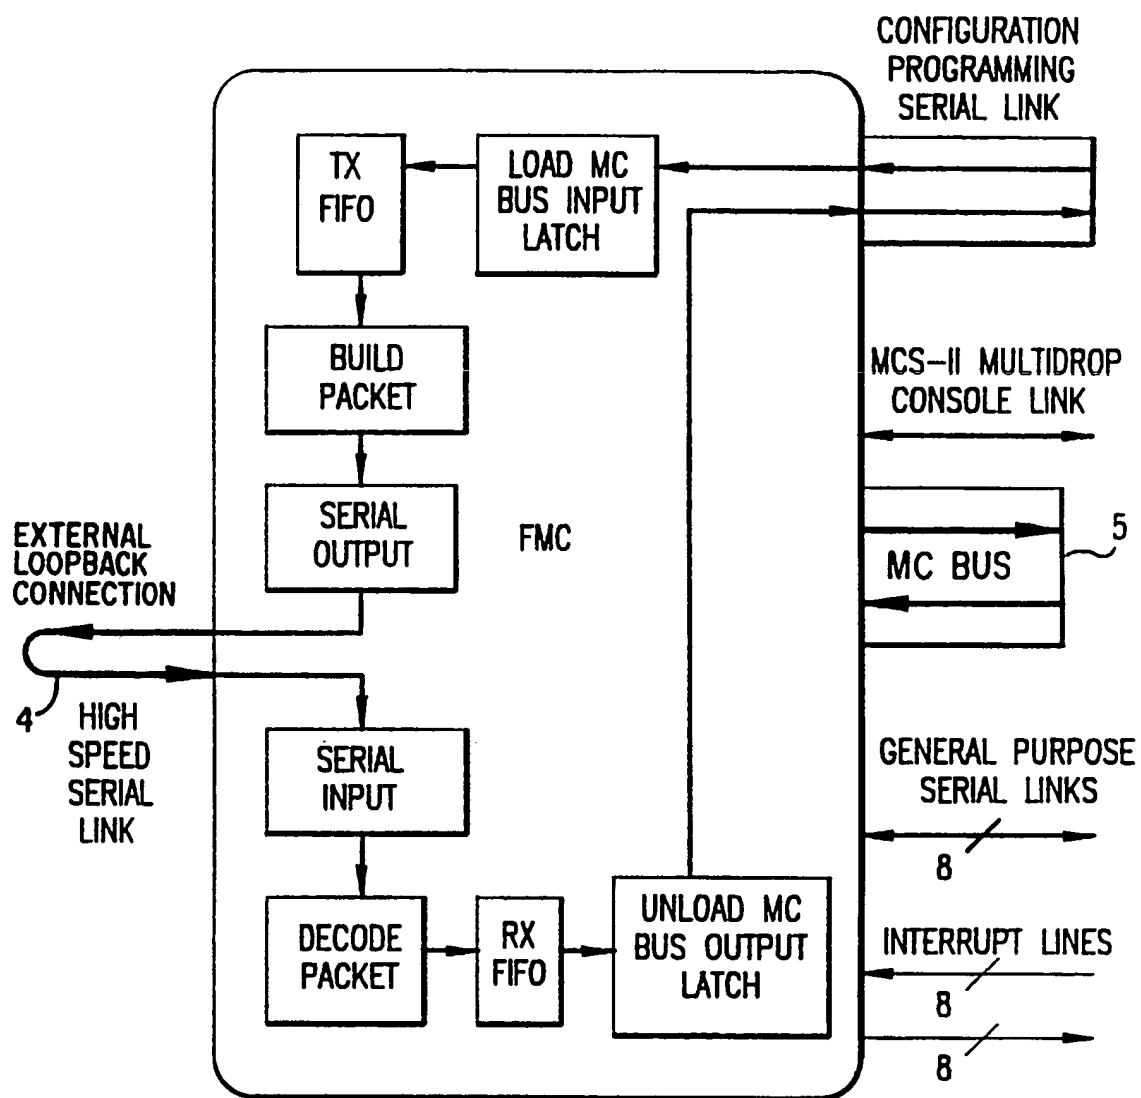 CONFIGURATION
PROGRAMMING
SERIAL LINK
TX
FIFO
LOAD MC
BUS INPUT
LATCH
BUILD
PACKET
MCS-II MULTIDROP
CONSOLE LINK
SERIAL
OUTPUT
FMC
MC BUS
5
EXTERNAL
LOOPBACK
CONNECTION
4
HIGH
SPEED
SERIAL
LINK
SERIAL
INPUT
GENERAL PURPOSE
SERIAL LINKS
8
DECODE
PACKET
RX
FIFO
UNLOAD MC
BUS OUTPUT
LATCH
INTERRUPT LINES
8
8